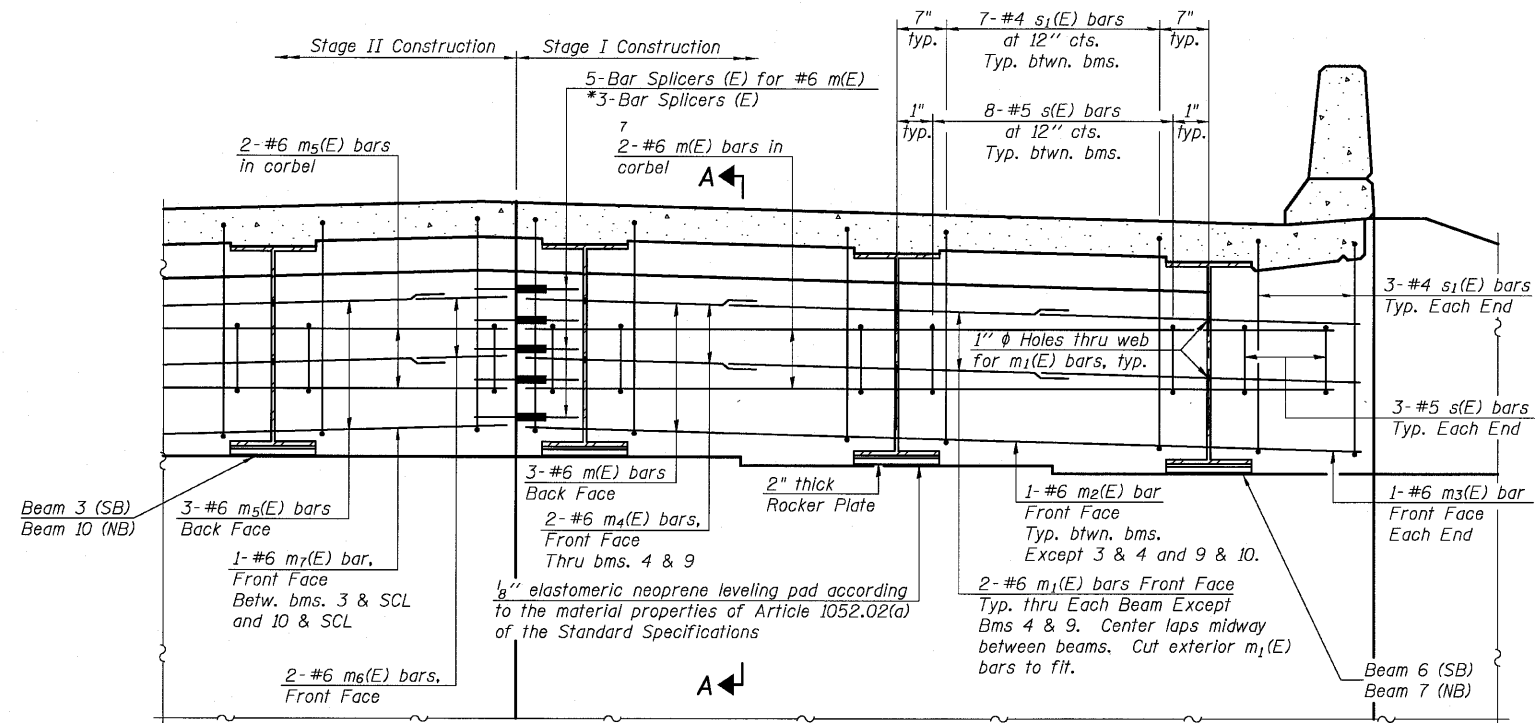 Stage II Construction
Stage I Construction
7"
typ.
7-#4 s1(E) bars
at 12" cts.
Typ. btwn. bms.
7"
typ.
5-Bar Splicers (E) for #6 m(E)
*3-Bar Splicers (E)
7
2-#6 m(E) bars in
corbel
1"
typ.
8-#5 s(E) bars
at 12" cts.
Typ. btwn. bms.
1"
typ.
2-#6 m5(E) bars
in corbel
A
3-#4 s1(E) bars
Typ. Each End
1" ϕ Holes thru web
for m1(E) bars, typ.
3-#5 s(E) bars
Typ. Each End
Beam 3 (SB)
Beam 10 (NB)
3-#6 m5(E) bars
Back Face
1-#6 m7(E) bar,
Front Face
Betw. bms. 3 & SCL
and 10 & SCL
2-#6 m6(E) bars,
Front Face
3-#6 m(E) bars
Back Face
2-#6 m4(E) bars,
Front Face
Thru bms. 4 & 9
1/8" elastomeric neoprene leveling pad according
to the material properties of Article 1052.02(a)
of the Standard Specifications
2" thick
Rocker Plate
1-#6 m2(E) bar
Front Face
Typ. btwn. bms.
Except 3 & 4 and 9 & 10.
2-#6 m1(E) bars Front Face
Typ. thru Each Beam Except
Bms 4 & 9. Center laps midway
between beams. Cut exterior m1(E)
bars to fit.
1-#6 m3(E) bar
Front Face
Each End
Beam 6 (SB)
Beam 7 (NB)
A